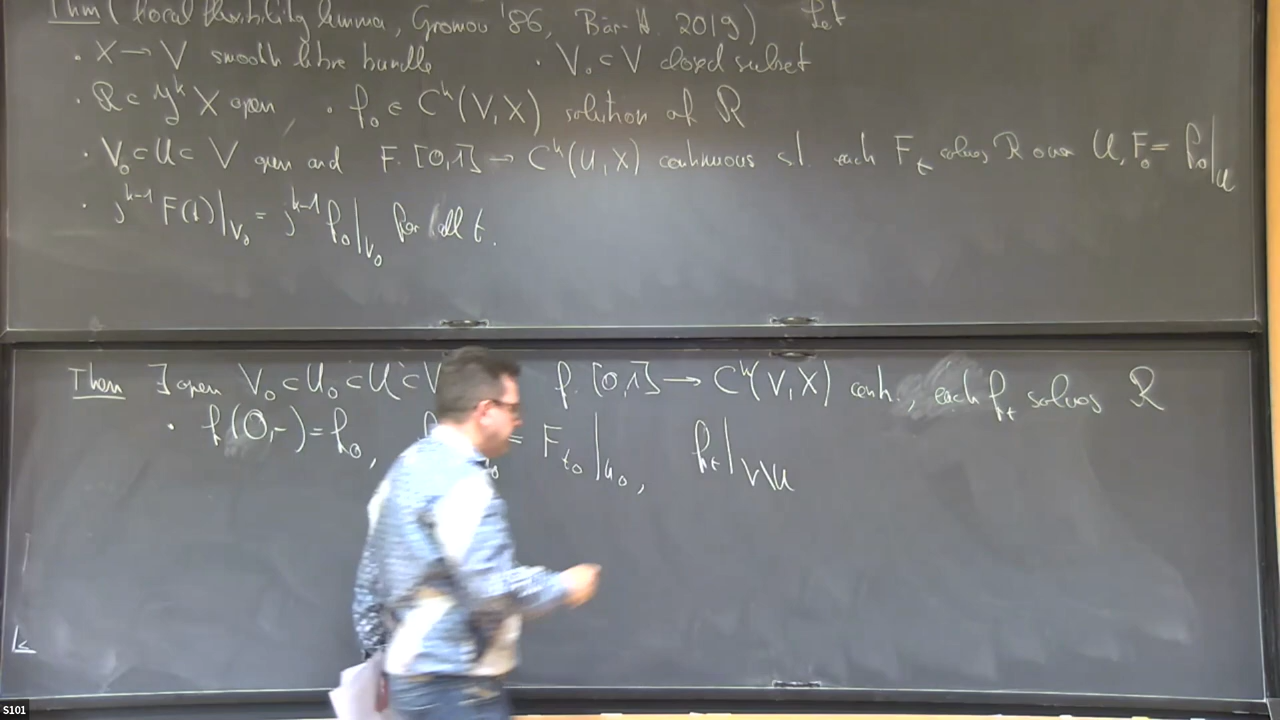 Thm (local flexibility lemma, Gromov '86, Bär-H. 2019) Let
· X → V smooth fibre bundle · V₀ ⊂ V closed subset
· R ⊂ J^k X open, · f₀ ∈ C^k(V,X) solution of R
· V₀ ⊂ U ⊂ V open and F: [0,1] → C^k(U,X) continuous s.t. each F_t solves R over U, F₀ = f₀|_U
· j^{k-1} F(t)|_{V₀} = j^{k-1} f₀|_{V₀} for all t.
Then ∃ open V₀ ⊂ U₀ ⊂ U ⊂ V f: [0,1] → C^k(V,X) cont., each f_t solves R
· f(0,-) = f₀, = F_{t₀}|_{U₀}, f_t|_{V\U}
S101